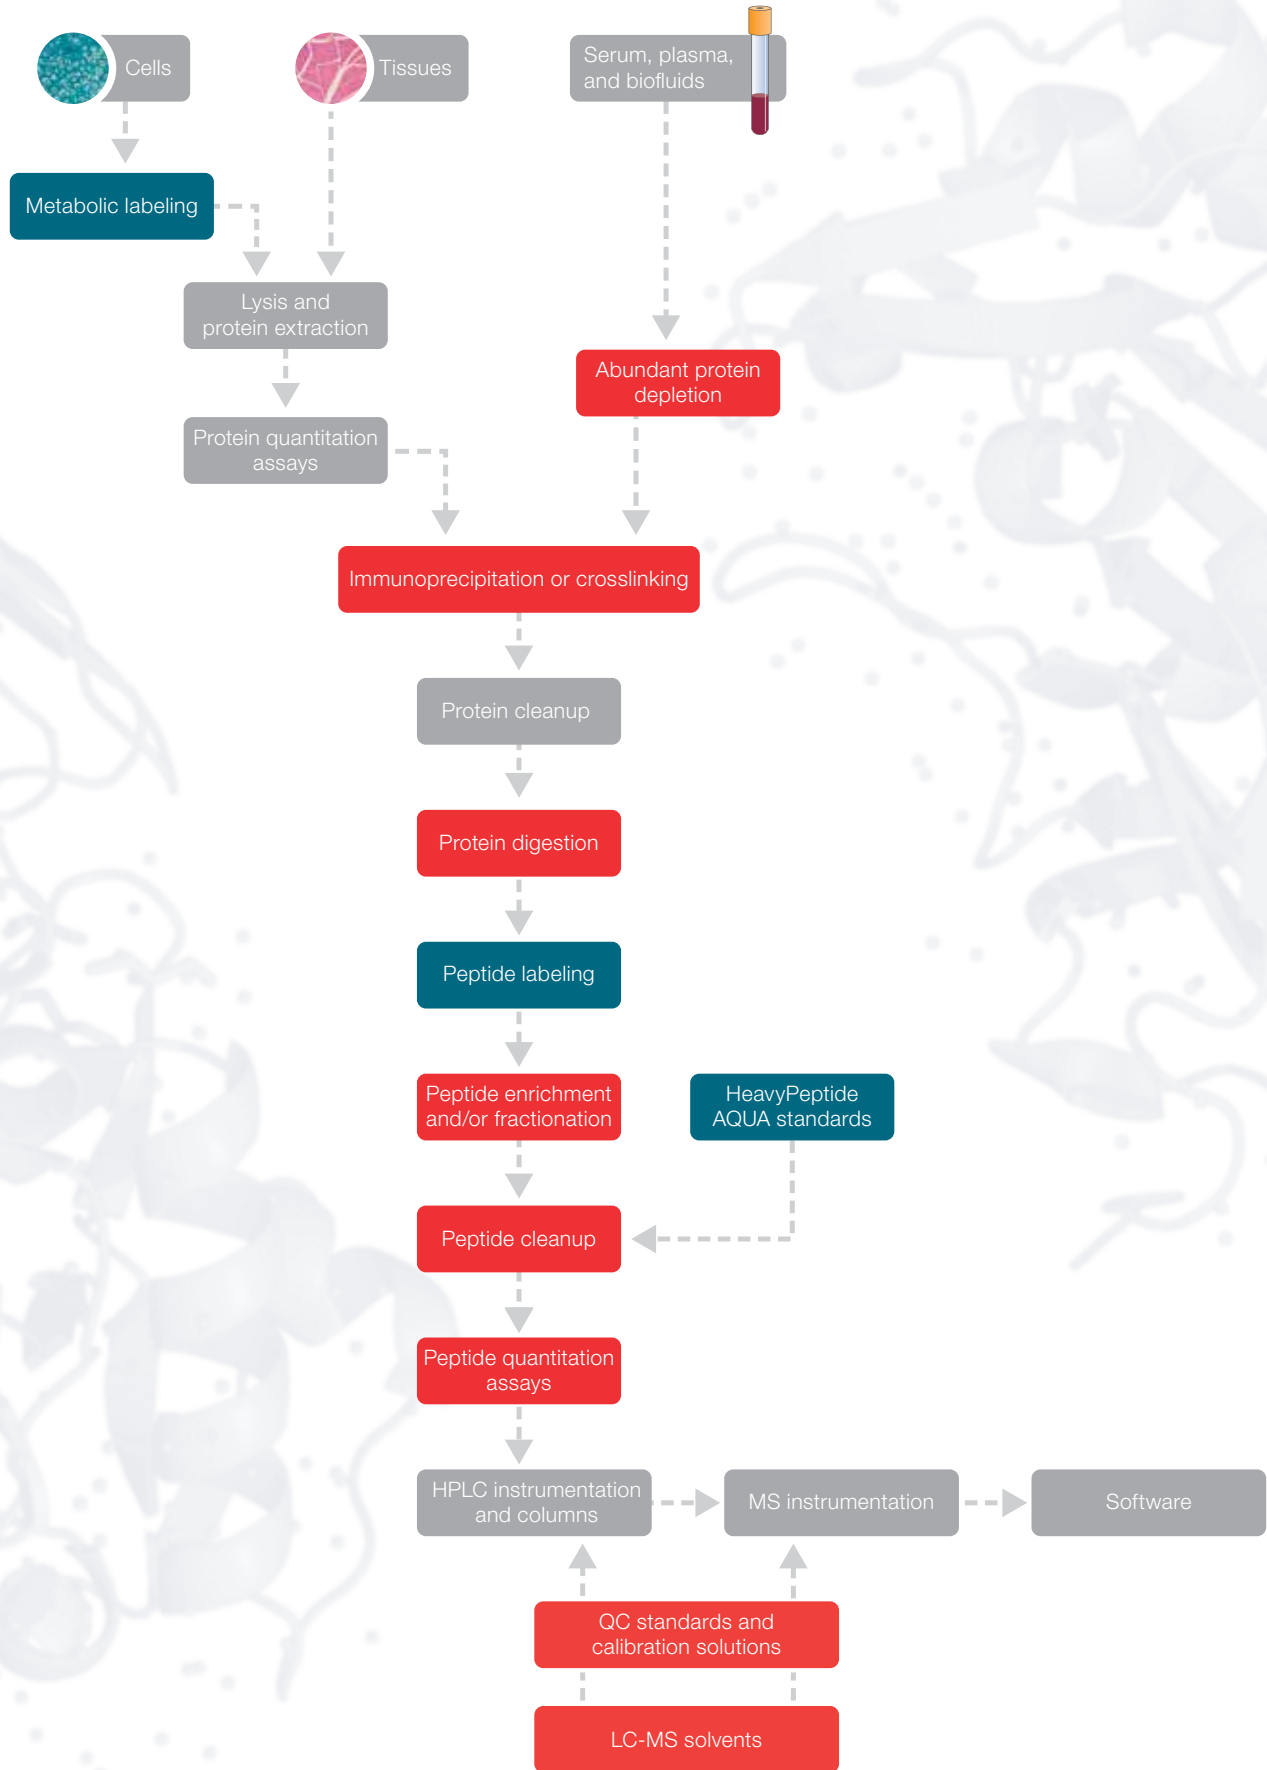 Cells
Tissues
Serum, plasma,
and biofluids
Metabolic labeling
Lysis and
protein extraction
Abundant protein
depletion
Protein quantitation
assays
Immunoprecipitation or crosslinking
Protein cleanup
Protein digestion
Peptide labeling
Peptide enrichment
and/or fractionation
HeavyPeptide
AQUA standards
Peptide cleanup
Peptide quantitation
assays
HPLC instrumentation
and columns
MS instrumentation
Software
QC standards and
calibration solutions
LC-MS solvents